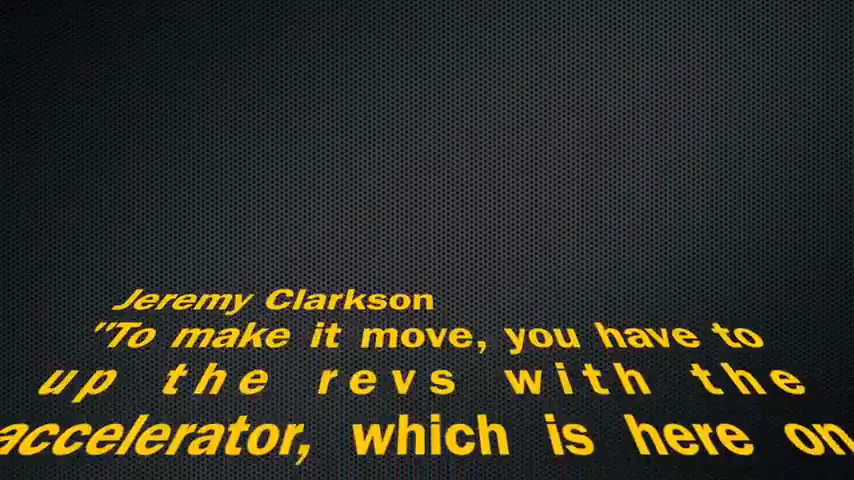 Jeremy Clarkson
"To make it move, you have to
up the revs with the
accelerator, which is here on